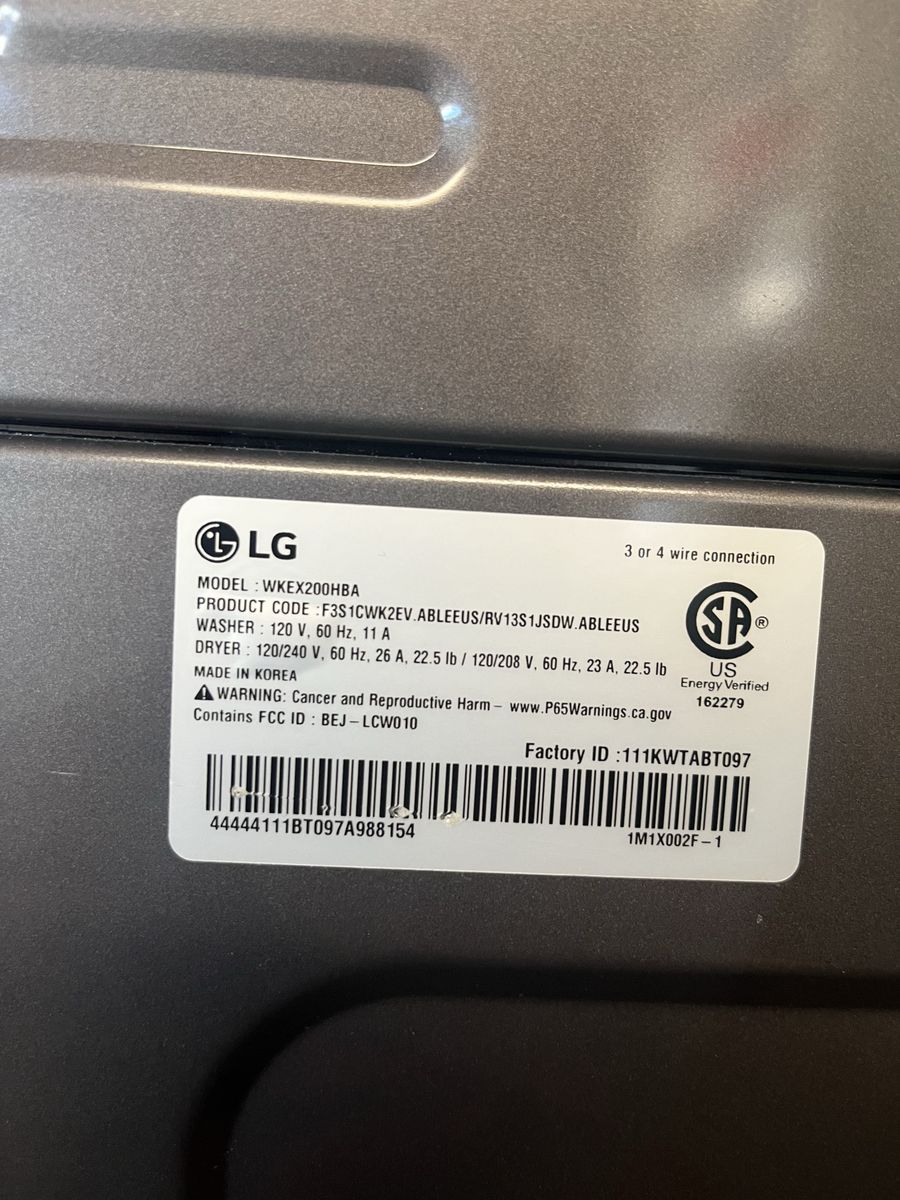 LG
3 or 4 wire connection
MODEL : WKEX200HBA
PRODUCT CODE :F3S1CWK2EV.ABLEEUS/RV13S1JSDW.ABLEEUS
WASHER : 120 V, 60 Hz, 11 A
DRYER : 120/240 V, 60 Hz, 26 A, 22.5 lb / 120/208 V, 60 Hz, 23 A, 22.5 lb
MADE IN KOREA
WARNING: Cancer and Reproductive Harm – www.P65Warnings.ca.gov
Contains FCC ID : BEJ – LCW010
CSA ®
US
Energy Verified
162279
Factory ID :111KWTABT097
44444111BT097A988154
1M1X002F – 1